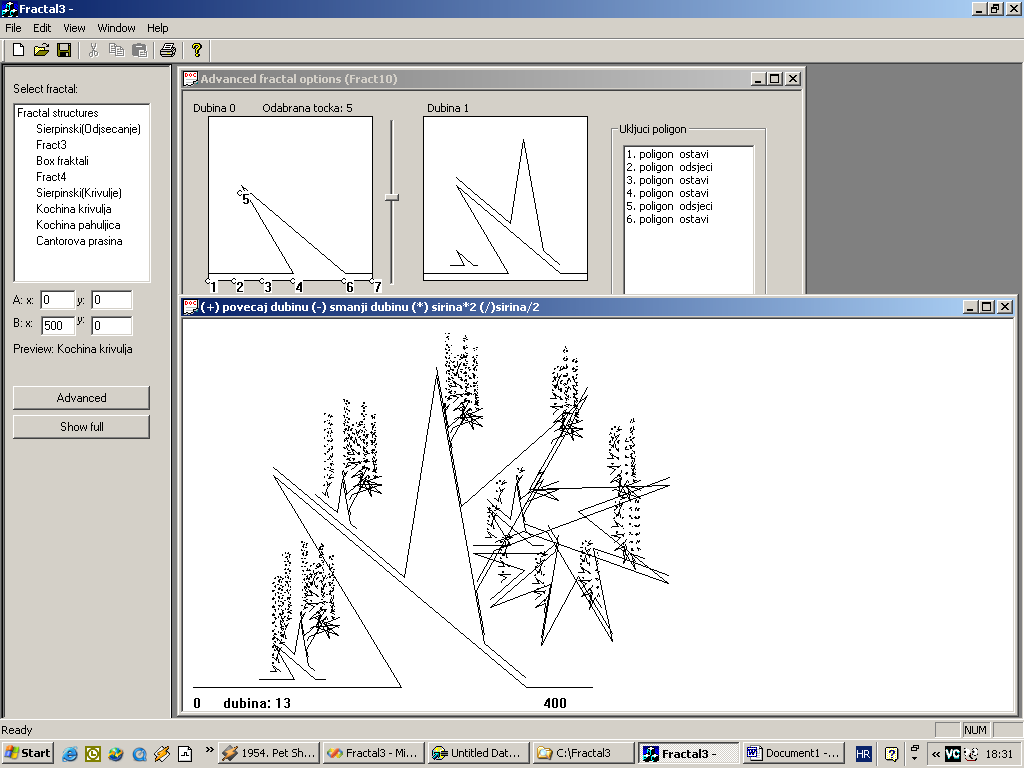 Fractal3 -
File Edit View Window Help
Select fractal:
Fractal structures
Sierpinski(Odjsecanje)
Fract3
Box fraktali
Fract4
Sierpinski(Krivulje)
Kochina krivulja
Kochina pahuljica
Cantorova prasina
A: x: 0 y: 0
B: x: 500 y: 0
Preview: Kochina krivulja
Advanced
Show full
Advanced fractal options (Fract10)
Dubina 0 Odabrana tocka: 5
Dubina 1
5
1 2 3 4 6 7
Ukljuci poligon
1. poligon ostavi
2. poligon odsjeci
3. poligon ostavi
4. poligon ostavi
5. poligon odsjeci
6. poligon ostavi
(+) povecaj dubinu (-) smanji dubinu (*) sirina*2 (/)sirina/2
0 dubina: 13 400
Ready
NUM
Start
1954. Pet Sh...
Fractal3 - Mi...
Untitled Dat...
C:\Fractal3
Fractal3 -
Document1 -...
HR
VC
18:31